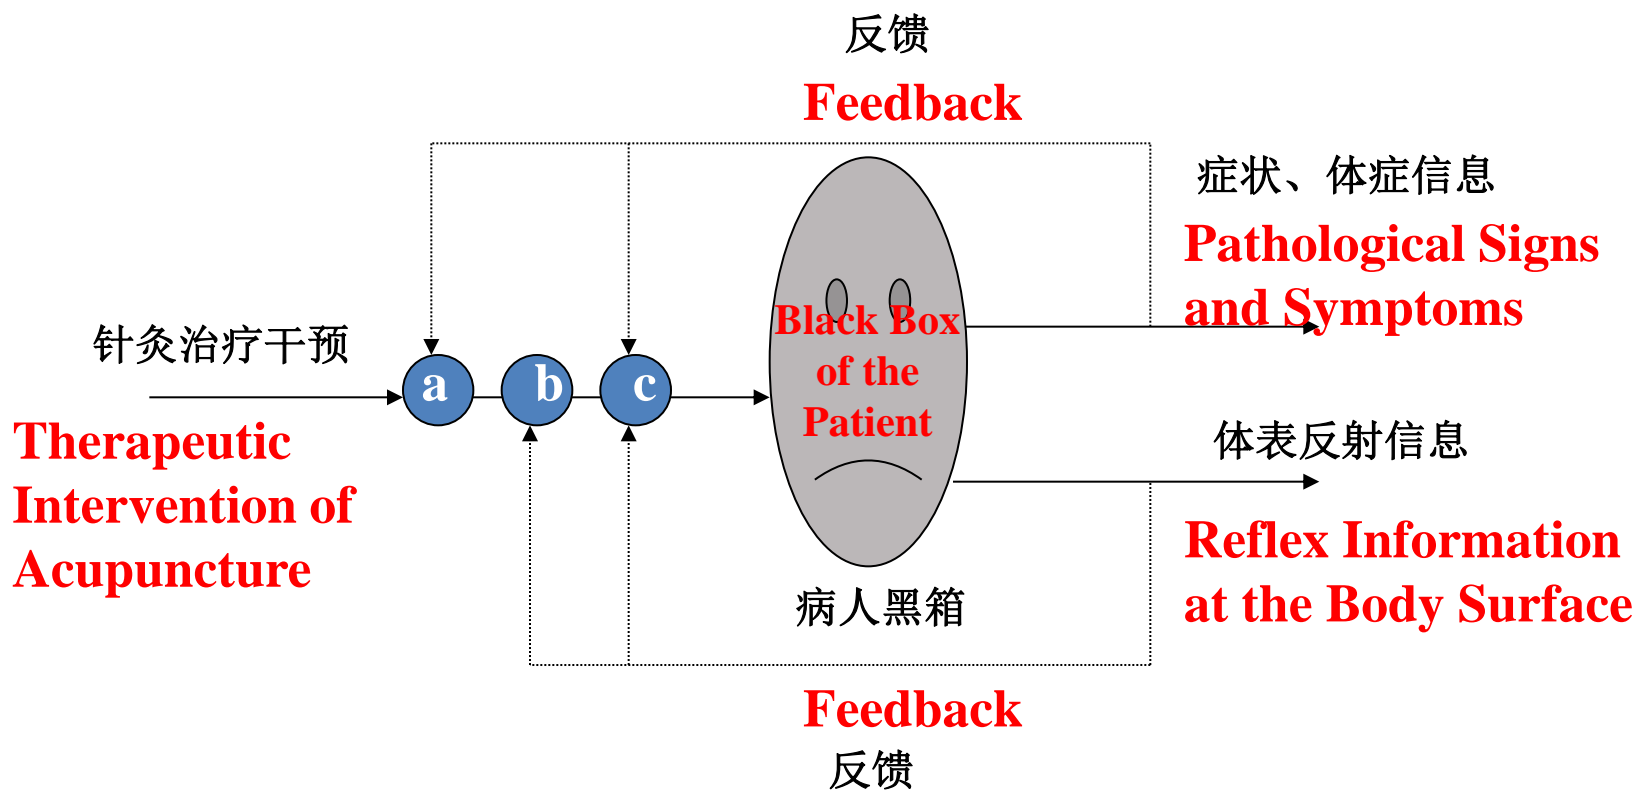 反馈
Feedback
症状、体症信息
Pathological Signs
and Symptoms
针灸治疗干预
Therapeutic
Intervention of
Acupuncture
a
b
c
Black Box
of the
Patient
体表反射信息
Reflex Information
at the Body Surface
病人黑箱
Feedback
反馈